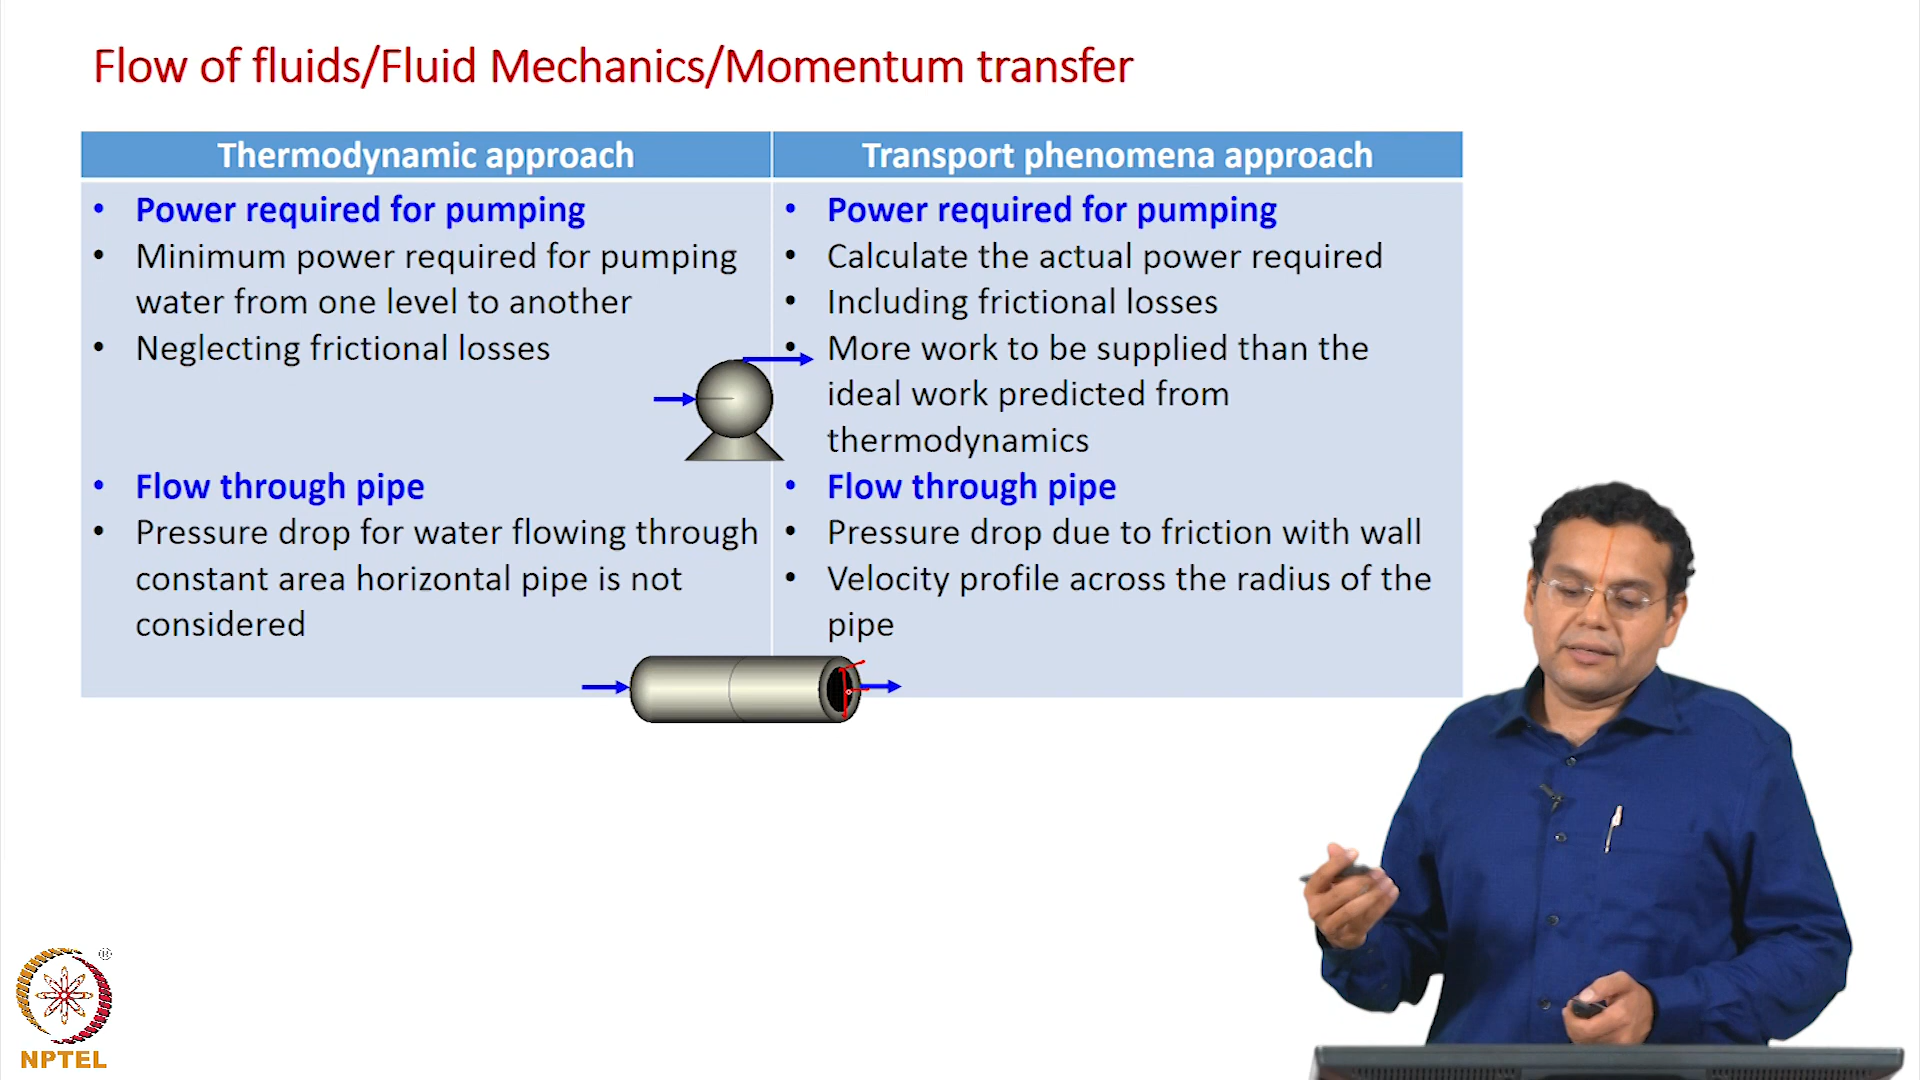 Flow of fluids/Fluid Mechanics/Momentum transfer
Thermodynamic approach
• Power required for pumping
• Minimum power required for pumping
water from one level to another
• Neglecting frictional losses
• Flow through pipe
• Pressure drop for water flowing through
constant area horizontal pipe is not
considered
Transport phenomena approach
• Power required for pumping
• Calculate the actual power required
• Including frictional losses
• More work to be supplied than the
ideal work predicted from
thermodynamics
• Flow through pipe
• Pressure drop due to friction with wall
• Velocity profile across the radius of the
pipe
®
NPTEL